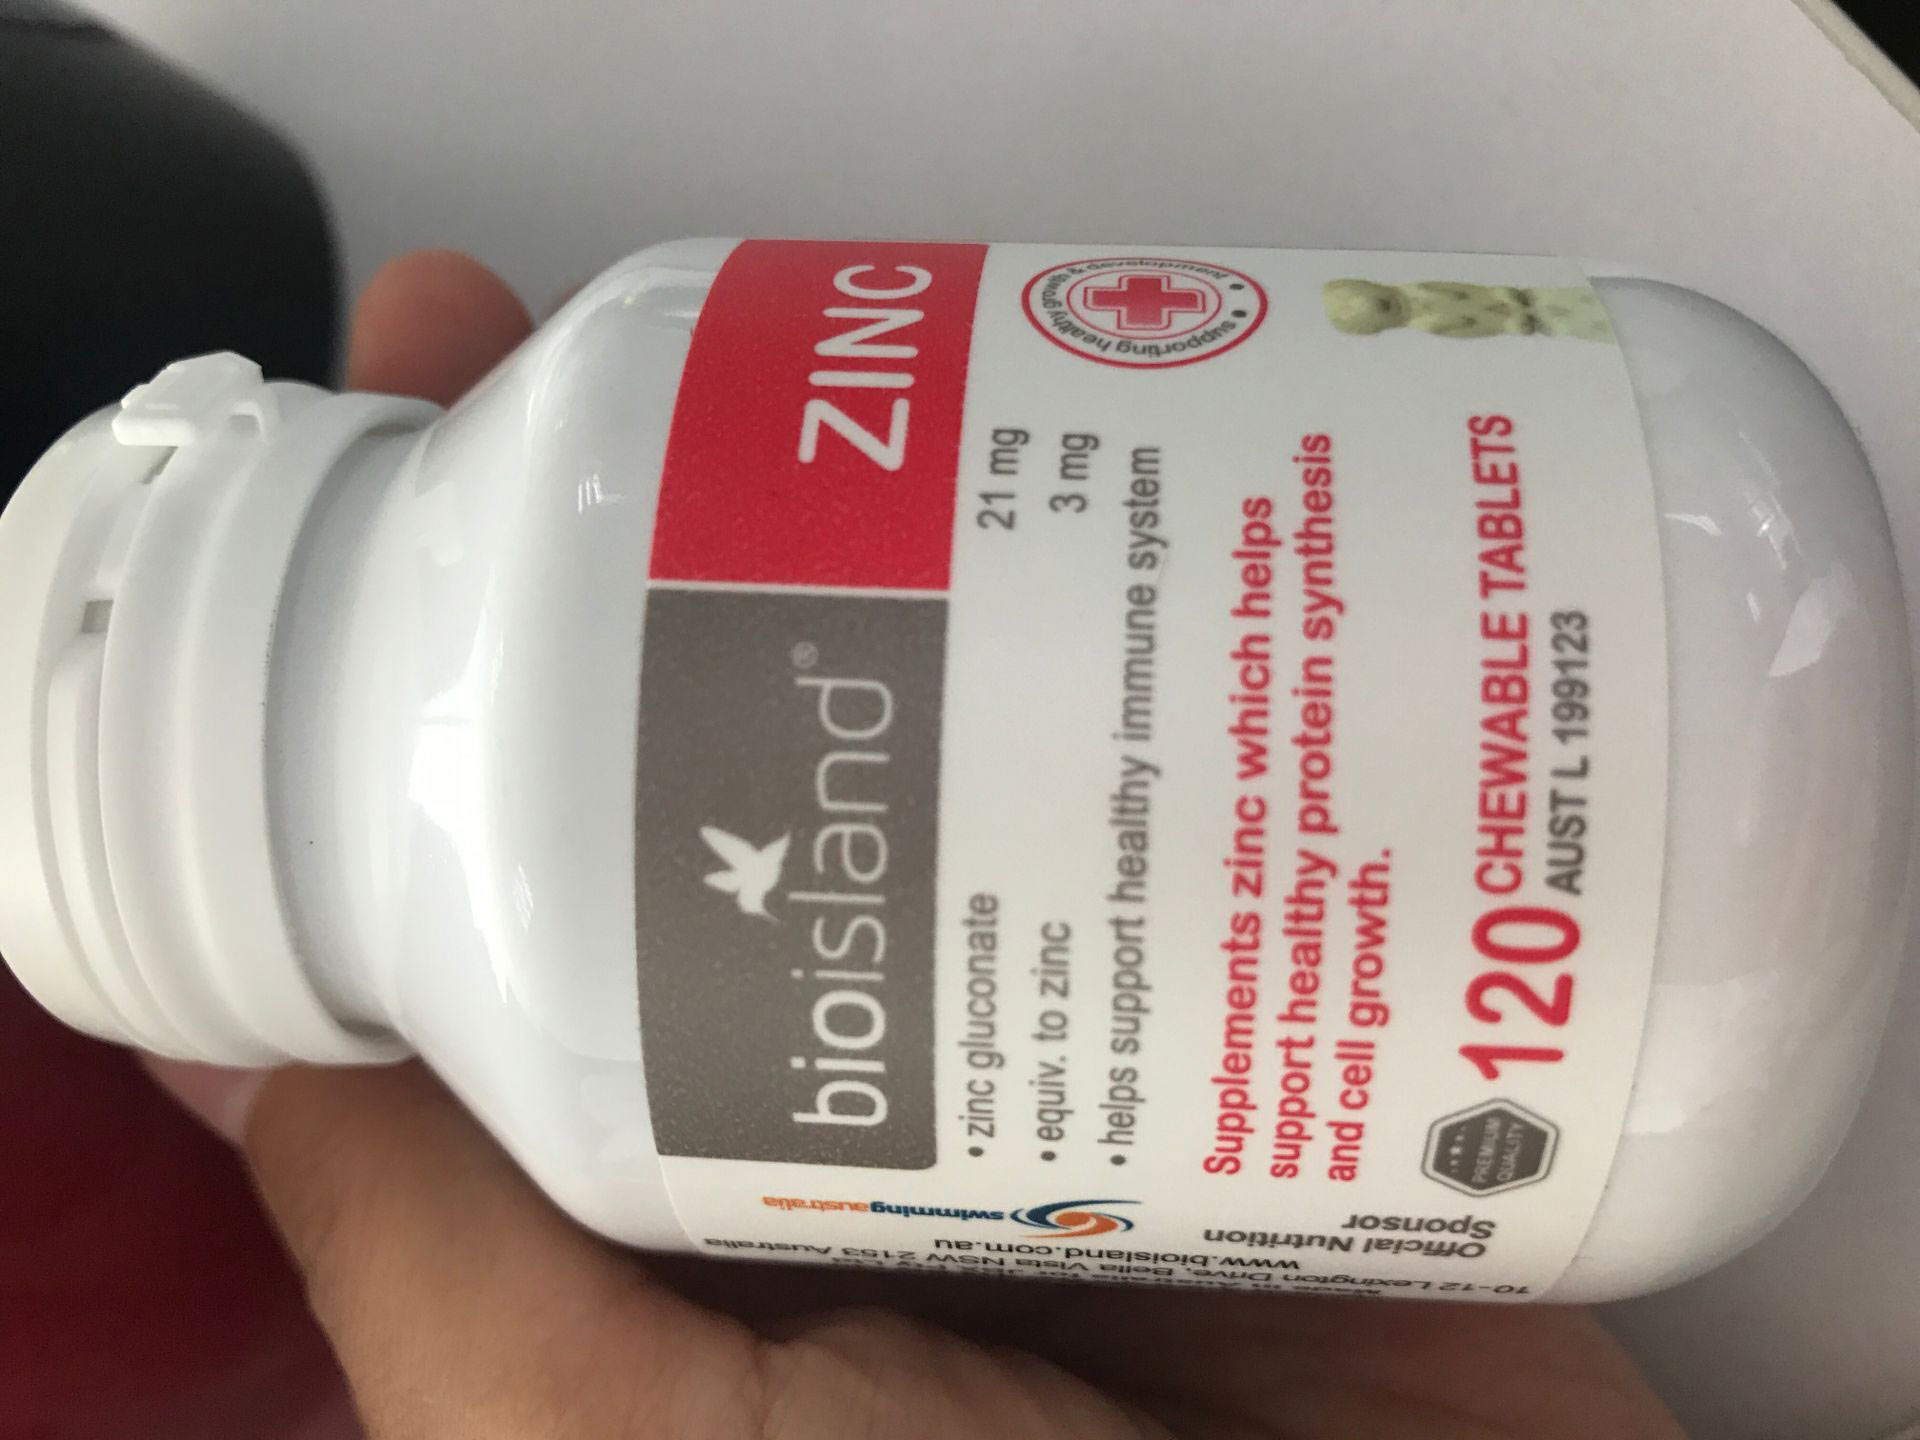 bioisland®
ZINC
• zinc gluconate 21 mg
• equiv. to zinc 3 mg
• helps support healthy immune system
• supporting healthy growth & development •
Supplements zinc which helps
support healthy protein synthesis
and cell growth.
PREMIUM
QUALITY
120 CHEWABLE TABLETS
AUST L 199123
swimmingaustralia
Official Nutrition
Sponsor
www.bioisland.com.au
10-12 Lexington Drive, Bella Vista NSW 2153 Australia